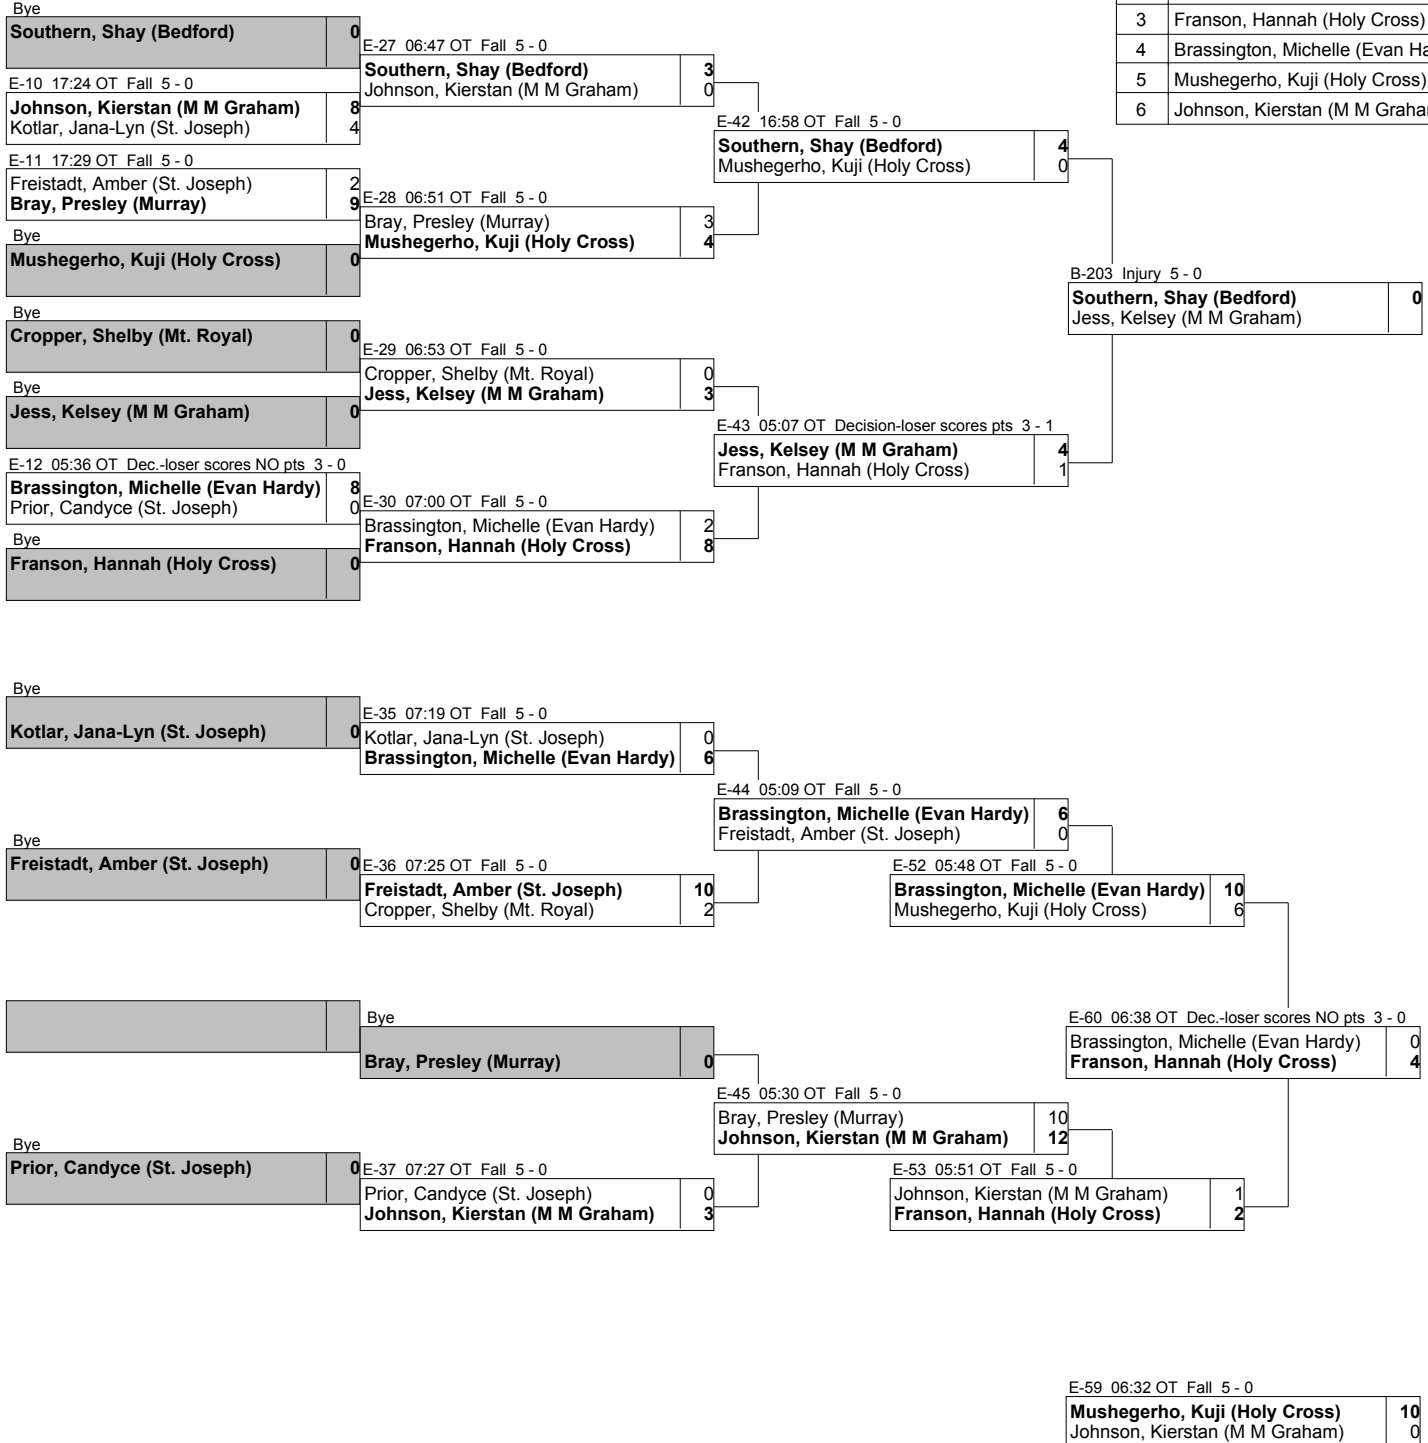 Bye
Southern, Shay (Bedford) 0
E-10 17:24 OT Fall 5 - 0
Johnson, Kierstan (M M Graham) 8
Kotlar, Jana-Lyn (St. Joseph) 4
E-11 17:29 OT Fall 5 - 0
Freistadt, Amber (St. Joseph) 2
Bray, Presley (Murray) 9
Bye
Mushegerho, Kuji (Holy Cross) 0
Bye
Cropper, Shelby (Mt. Royal) 0
Bye
Jess, Kelsey (M M Graham) 0
E-12 05:36 OT Dec.-loser scores NO pts 3 - 0
Brassington, Michelle (Evan Hardy) 8
Prior, Candyce (St. Joseph) 0
Bye
Franson, Hannah (Holy Cross) 0
E-27 06:47 OT Fall 5 - 0
Southern, Shay (Bedford) 3
Johnson, Kierstan (M M Graham) 0
E-28 06:51 OT Fall 5 - 0
Bray, Presley (Murray) 3
Mushegerho, Kuji (Holy Cross) 4
E-29 06:53 OT Fall 5 - 0
Cropper, Shelby (Mt. Royal) 0
Jess, Kelsey (M M Graham) 3
E-30 07:00 OT Fall 5 - 0
Brassington, Michelle (Evan Hardy) 2
Franson, Hannah (Holy Cross) 8
E-42 16:58 OT Fall 5 - 0
Southern, Shay (Bedford) 4
Mushegerho, Kuji (Holy Cross) 0
E-43 05:07 OT Decision-loser scores pts 3 - 1
Jess, Kelsey (M M Graham) 4
Franson, Hannah (Holy Cross) 1
B-203 Injury 5 - 0
Southern, Shay (Bedford) 0
Jess, Kelsey (M M Graham)
3 Franson, Hannah (Holy Cross)
4 Brassington, Michelle (Evan
5 Mushegerho, Kuji (Holy Cross)
6 Johnson, Kierstan (M M
Bye
Kotlar, Jana-Lyn (St. Joseph) 0
Bye
Freistadt, Amber (St. Joseph) 0
Bye
Prior, Candyce (St. Joseph) 0
E-35 07:19 OT Fall 5 - 0
Kotlar, Jana-Lyn (St. Joseph) 0
Brassington, Michelle (Evan Hardy) 6
E-36 07:25 OT Fall 5 - 0
Freistadt, Amber (St. Joseph) 10
Cropper, Shelby (Mt. Royal) 2
Bye
Bray, Presley (Murray) 0
E-37 07:27 OT Fall 5 - 0
Prior, Candyce (St. Joseph) 0
Johnson, Kierstan (M M Graham) 3
E-44 05:09 OT Fall 5 - 0
Brassington, Michelle (Evan Hardy) 6
Freistadt, Amber (St. Joseph) 0
E-45 05:30 OT Fall 5 - 0
Bray, Presley (Murray) 10
Johnson, Kierstan (M M Graham) 12
E-52 05:48 OT Fall 5 - 0
Brassington, Michelle (Evan Hardy) 10
Mushegerho, Kuji (Holy Cross) 6
E-53 05:51 OT Fall 5 - 0
Johnson, Kierstan (M M Graham) 1
Franson, Hannah (Holy Cross) 2
E-60 06:38 OT Dec.-loser scores NO pts 3 - 0
Brassington, Michelle (Evan Hardy) 0
Franson, Hannah (Holy Cross) 4
E-59 06:32 OT Fall 5 - 0
Mushegerho, Kuji (Holy Cross) 10
Johnson, Kierstan (M M Graham) 0